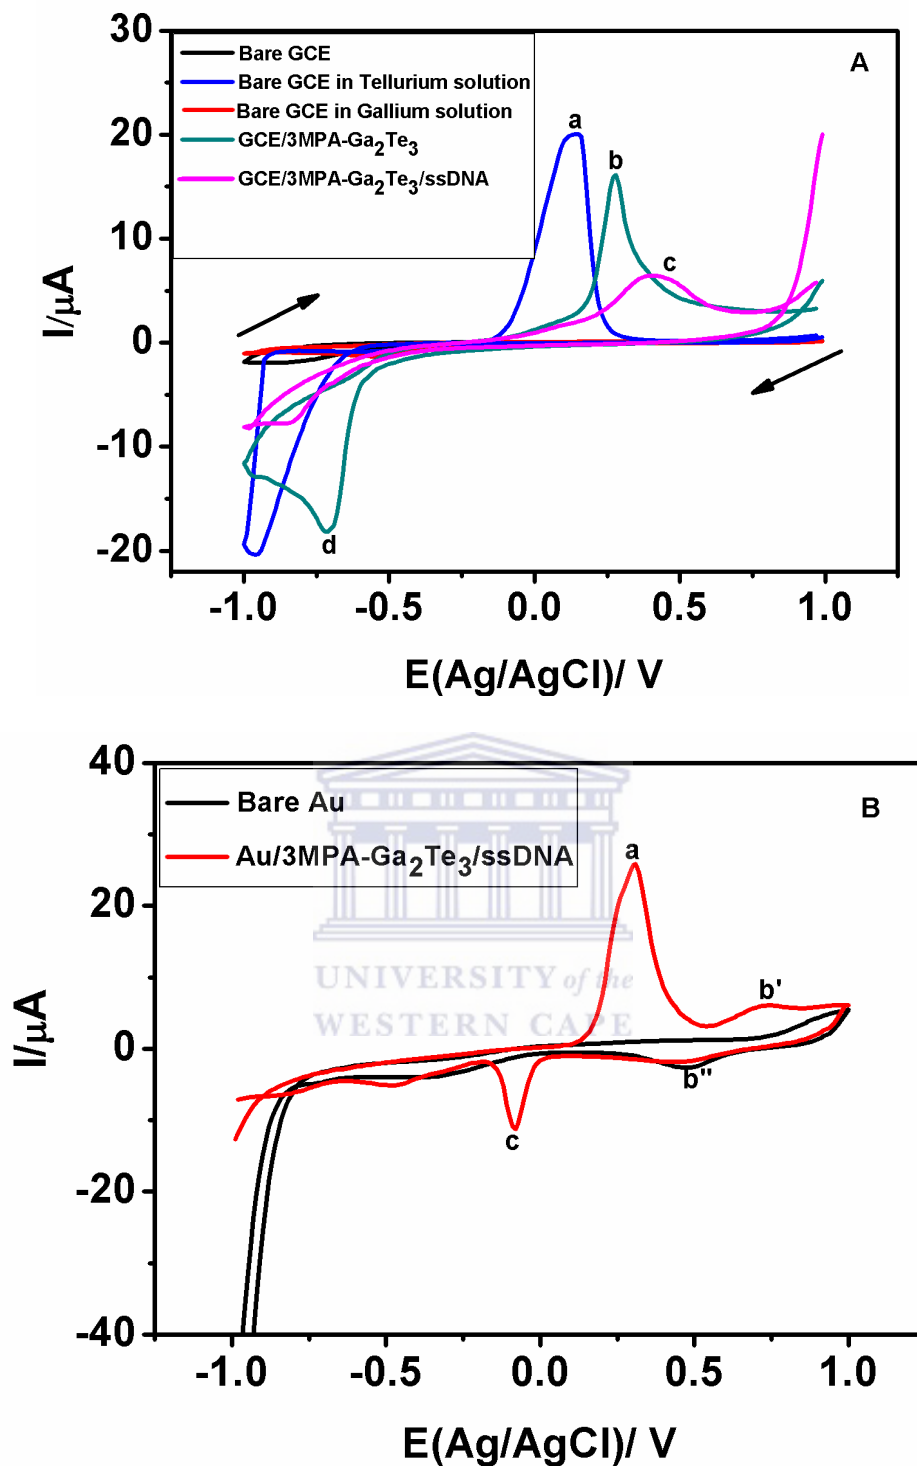 A
Bare GCE
Bare GCE in Tellurium solution
Bare GCE in Gallium solution
GCE/3MPA-Ga2Te3
GCE/3MPA-Ga2Te3/ssDNA
30
20
10
0
-10
-20
I/µA
a
b
c
d
-1.0 -0.5 0.0 0.5 1.0
E(Ag/AgCl)/ V
B
Bare Au
Au/3MPA-Ga2Te3/ssDNA
40
20
0
-20
-40
I/µA
a
b'
b"
c
UNIVERSITY of the
WESTERN CAPE
-1.0 -0.5 0.0 0.5 1.0
E(Ag/AgCl)/ V